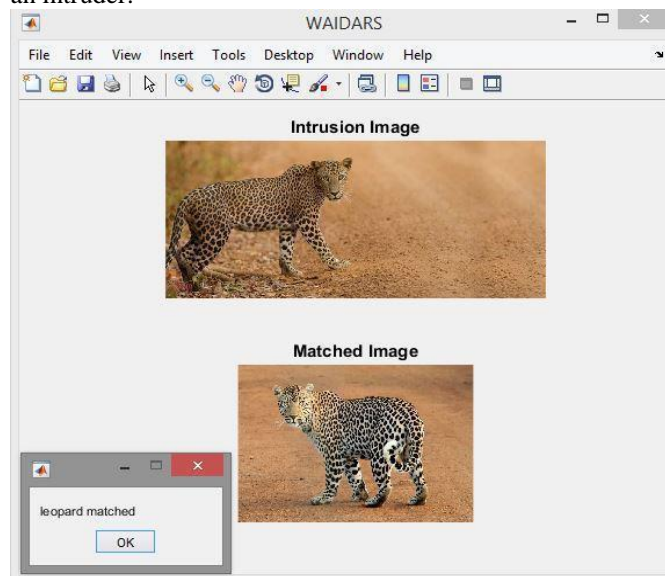 an intruder.
WAIDARS
File Edit View Insert Tools Desktop Window Help
Intrusion Image
Matched Image
leopard matched
OK